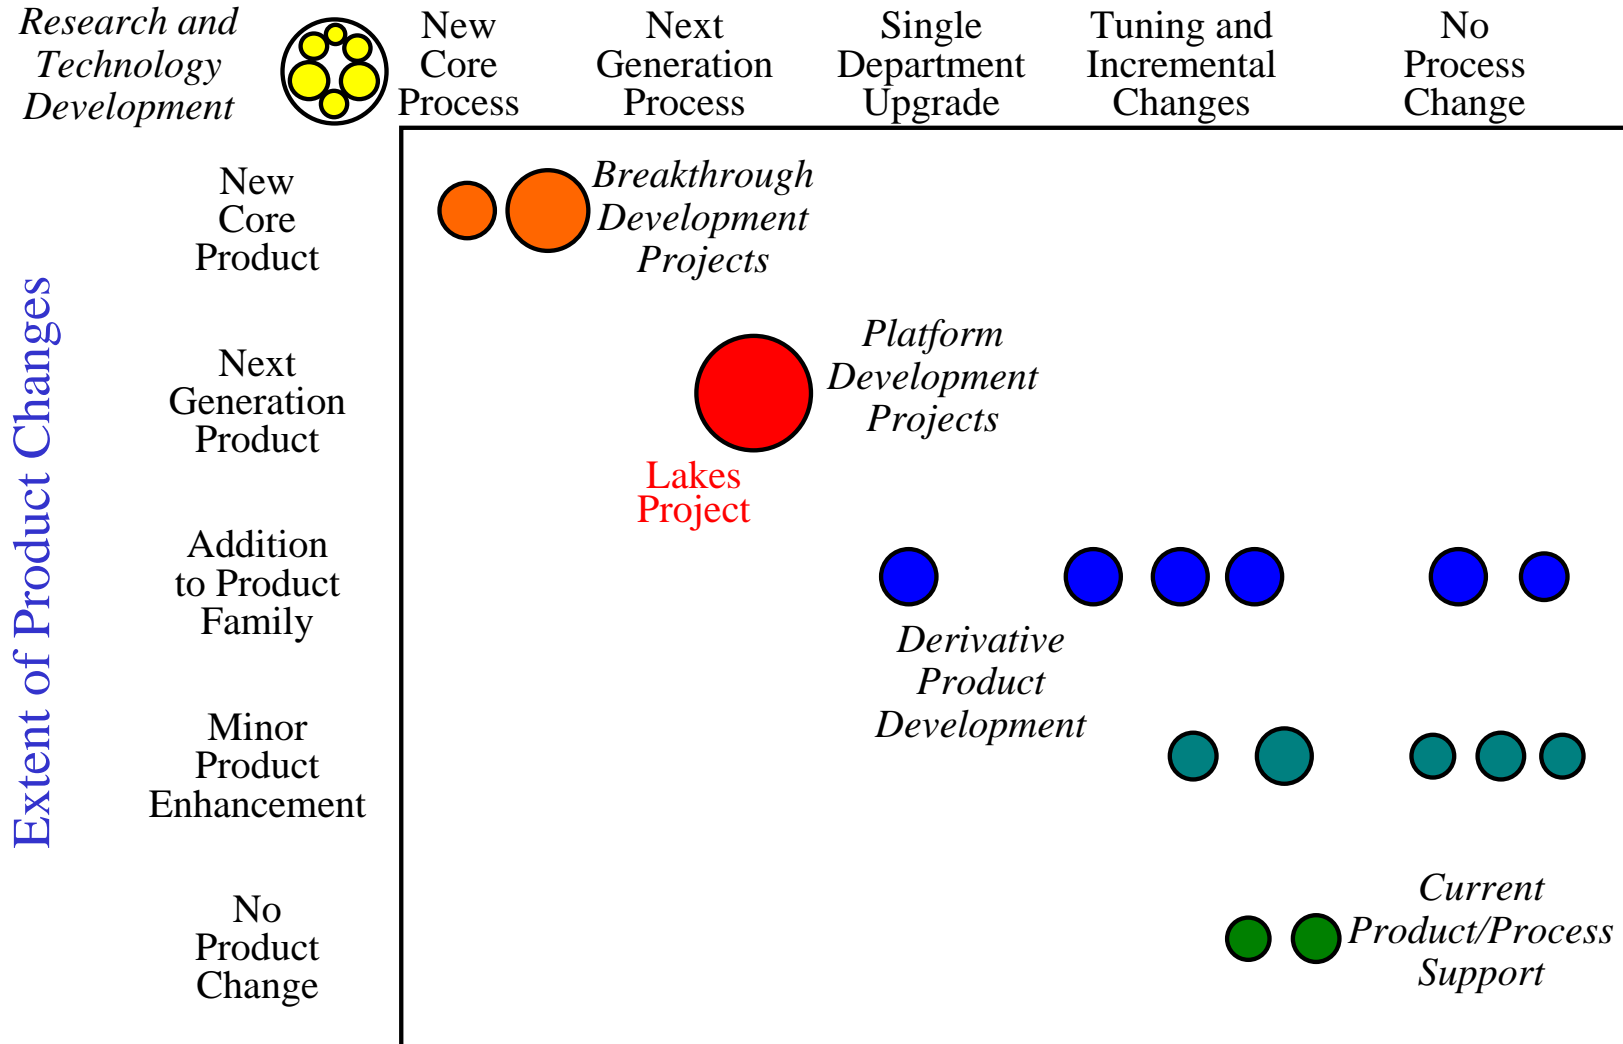 Research and
Technology
Development
New
Core
Process
Next
Generation
Process
Single
Department
Upgrade
Tuning and
Incremental
Changes
No
Process
Change
Extent of Product Changes
New
Core
Product
Breakthrough
Development
Projects
Next
Generation
Product
Platform
Development
Projects
Lakes
Project
Addition
to Product
Family
Derivative
Product
Development
Minor
Product
Enhancement
No
Product
Change
Current
Product/Process
Support